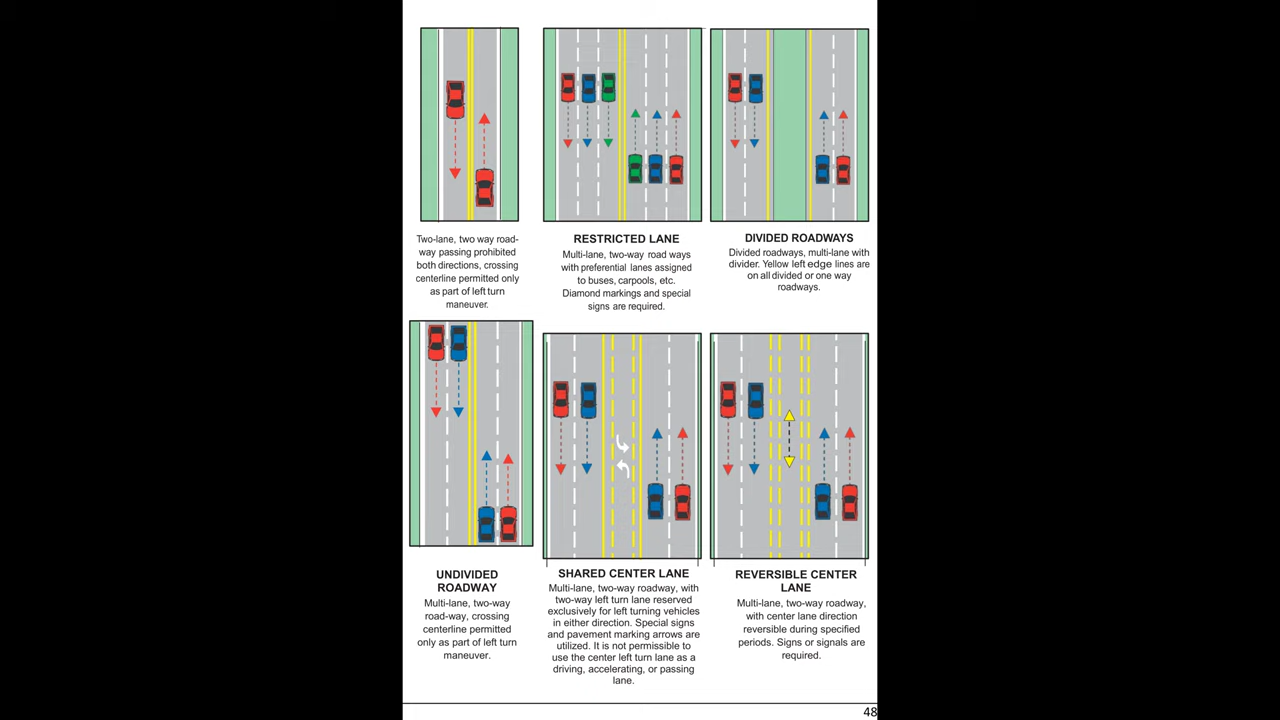 Two-lane, two way road-
way passing prohibited
both directions, crossing
centerline permitted only
as part of left turn
maneuver.
RESTRICTED LANE
Multi-lane, two-way road ways
with preferential lanes assigned
to buses, carpools, etc.
Diamond markings and special
signs are required.
DIVIDED ROADWAYS
Divided roadways, multi-lane with
divider. Yellow left edge lines are
on all divided or one way
roadways.
UNDIVIDED
ROADWAY
Multi-lane, two-way
road-way, crossing
centerline permitted
only as part of left turn
maneuver.
SHARED CENTER LANE
Multi-lane, two-way roadway, with
two-way left turn lane reserved
exclusively for left turning vehicles
in either direction. Special signs
and pavement marking arrows are
utilized. It is not permissible to
use the center left turn lane as a
driving, accelerating, or passing
lane.
REVERSIBLE CENTER
LANE
Multi-lane, two-way roadway,
with center lane direction
reversible during specified
periods. Signs or signals are
required.
48